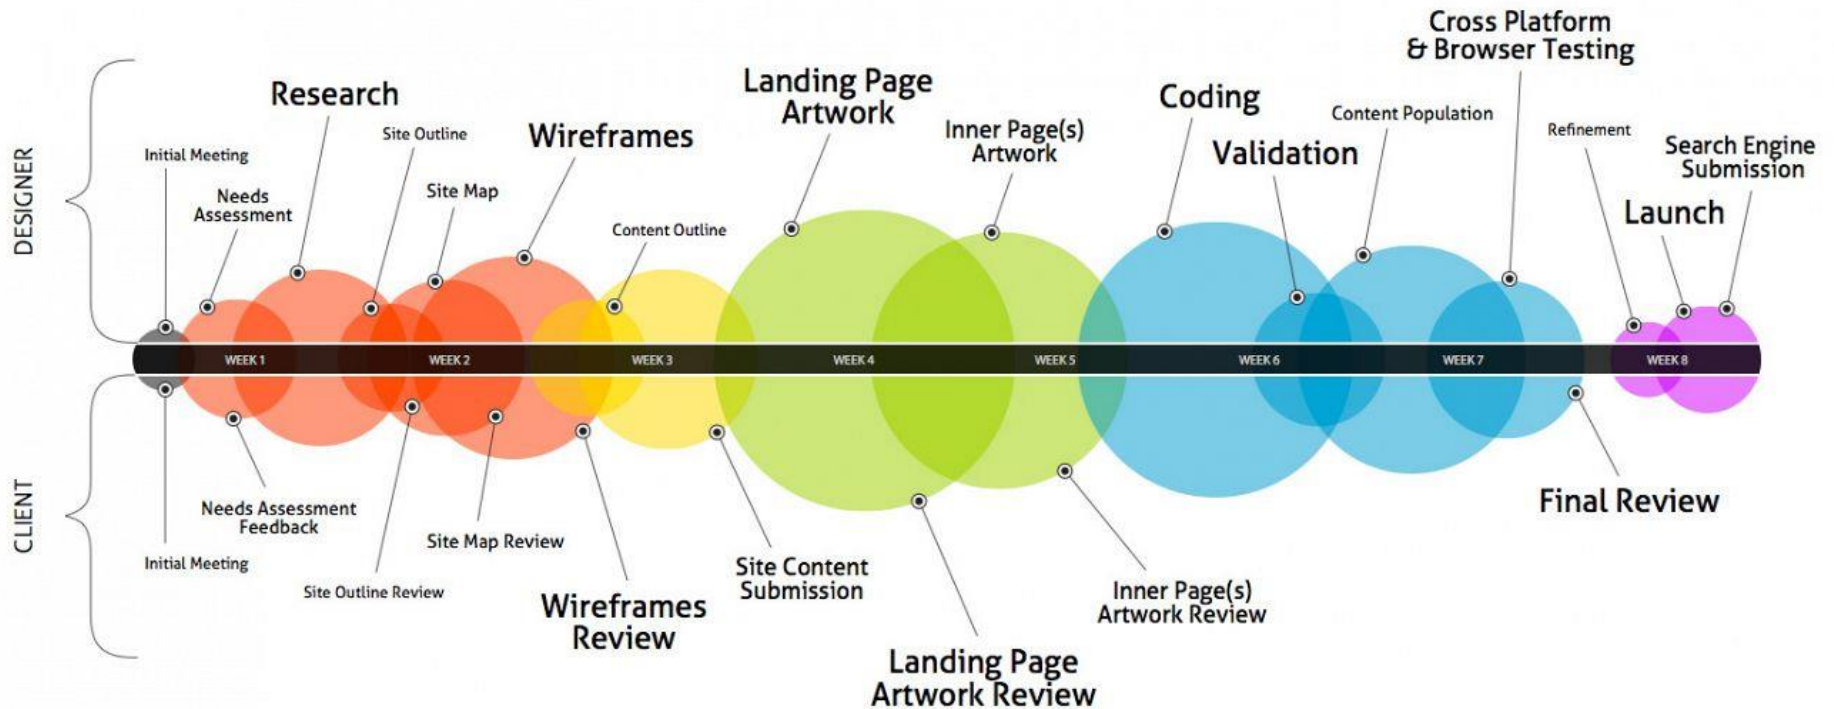 Cross Platform
& Browser Testing
Landing Page
Artwork
Research
Coding
Content Population
Inner Page(s)
Artwork
Refinement
Site Outline
Wireframes
Validation
Search Engine
Submission
Initial Meeting
Needs
Assessment
Site Map
Launch
Content Outline
DESIGNER
WEEK 1
WEEK 2
WEEK 3
WEEK 4
WEEK 5
WEEK 6
WEEK 7
WEEK 8
CLIENT
Needs Assessment
Feedback
Final Review
Site Map Review
Initial Meeting
Site Content
Submission
Site Outline Review
Inner Page(s)
Artwork Review
Wireframes
Review
Landing Page
Artwork Review